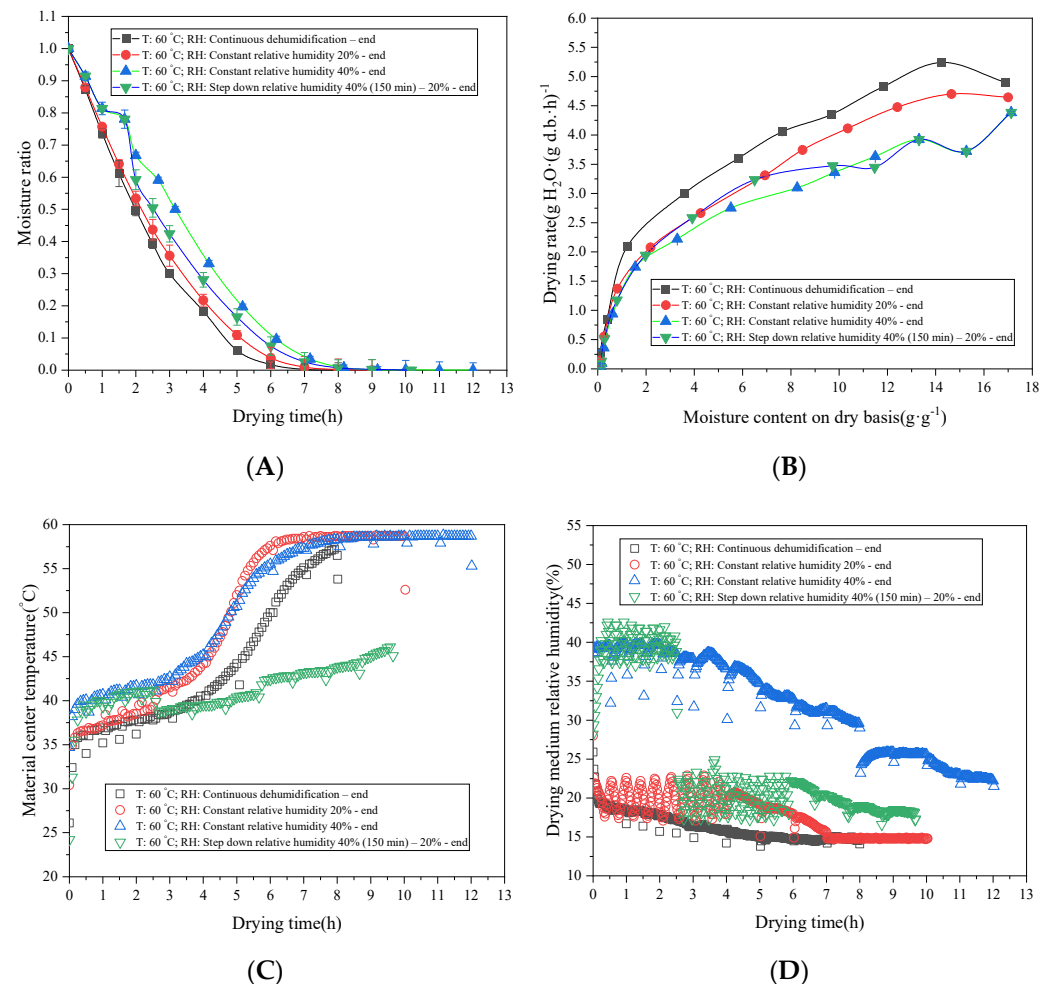 1.1
1.0
0.9
0.8
0.7
0.6
0.5
0.4
0.3
0.2
0.1
0.0
Moisture ratio
T: 60 °C; RH: Continuous dehumidification – end
T: 60 °C; RH: Constant relative humidity 20% - end
T: 60 °C; RH: Constant relative humidity 40% - end
T: 60 °C; RH: Step down relative humidity 40% (150 min) – 20% - end
0 1 2 3 4 5 6 7 8 9 10 11 12 13
Drying time(h)
(A)
6.0
5.5
5.0
4.5
4.0
3.5
3.0
2.5
2.0
1.5
1.0
0.5
0.0
Drying rate(g H₂O·(g d.b.·h)⁻¹
T: 60 °C; RH: Continuous dehumidification – end
T: 60 °C; RH: Constant relative humidity 20% - end
T: 60 °C; RH: Constant relative humidity 40% - end
T: 60 °C; RH: Step down relative humidity 40% (150 min) – 20% - end
0 2 4 6 8 10 12 14 16 18
Moisture content on dry basis(g·g⁻¹)
(B)
60
55
50
45
40
35
30
25
20
Material center temperature(°C)
T: 60 °C; RH: Continuous dehumidification – end
T: 60 °C; RH: Constant relative humidity 20% - end
T: 60 °C; RH: Constant relative humidity 40% - end
T: 60 °C; RH: Step down relative humidity 40% (150 min) – 20% - end
0 1 2 3 4 5 6 7 8 9 10 11 12 13
Drying time(h)
(C)
55
50
45
40
35
30
25
20
15
10
Drying medium relative humidity(%)
T: 60 °C; RH: Continuous dehumidification – end
T: 60 °C; RH: Constant relative humidity 20% - end
T: 60 °C; RH: Constant relative humidity 40% - end
T: 60 °C; RH: Step down relative humidity 40% (150 min) – 20% - end
0 1 2 3 4 5 6 7 8 9 10 11 12 13
Drying time(h)
(D)